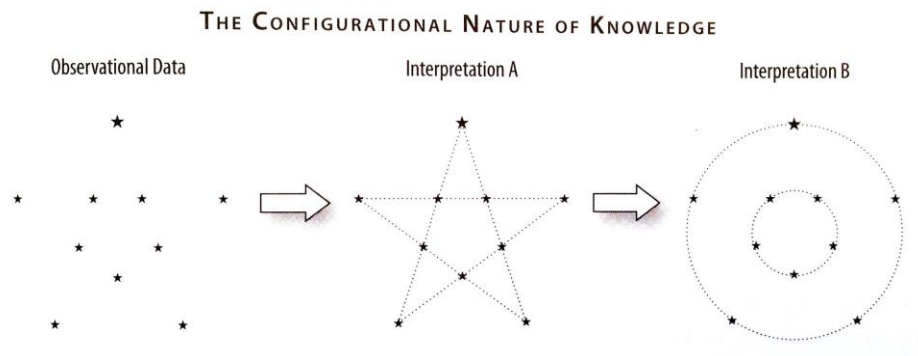 THE CONFIGURATIONAL NATURE OF KNOWLEDGE
Observational Data
Interpretation A
Interpretation B